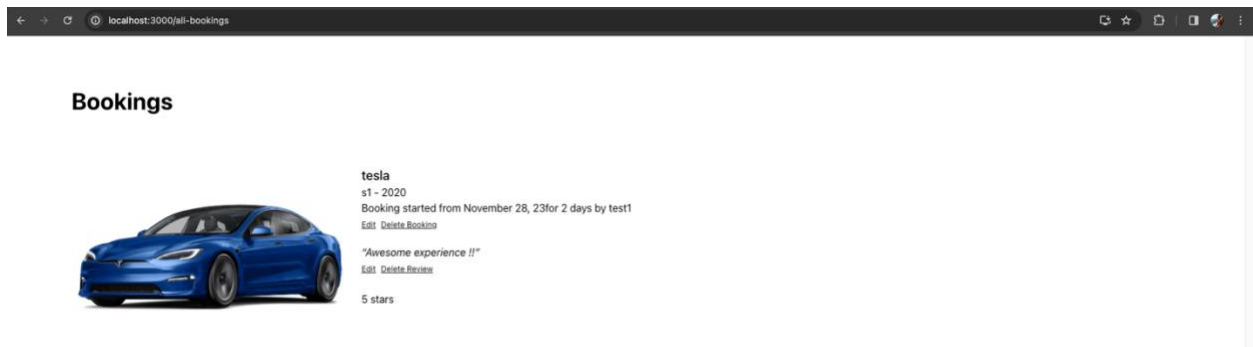 localhost:3000/all-bookings
Bookings
tesla
s1 - 2020
Booking started from November 28, 23for 2 days by test1
Edit Delete Booking
"Awesome experience !!"
Edit Delete Review
5 stars